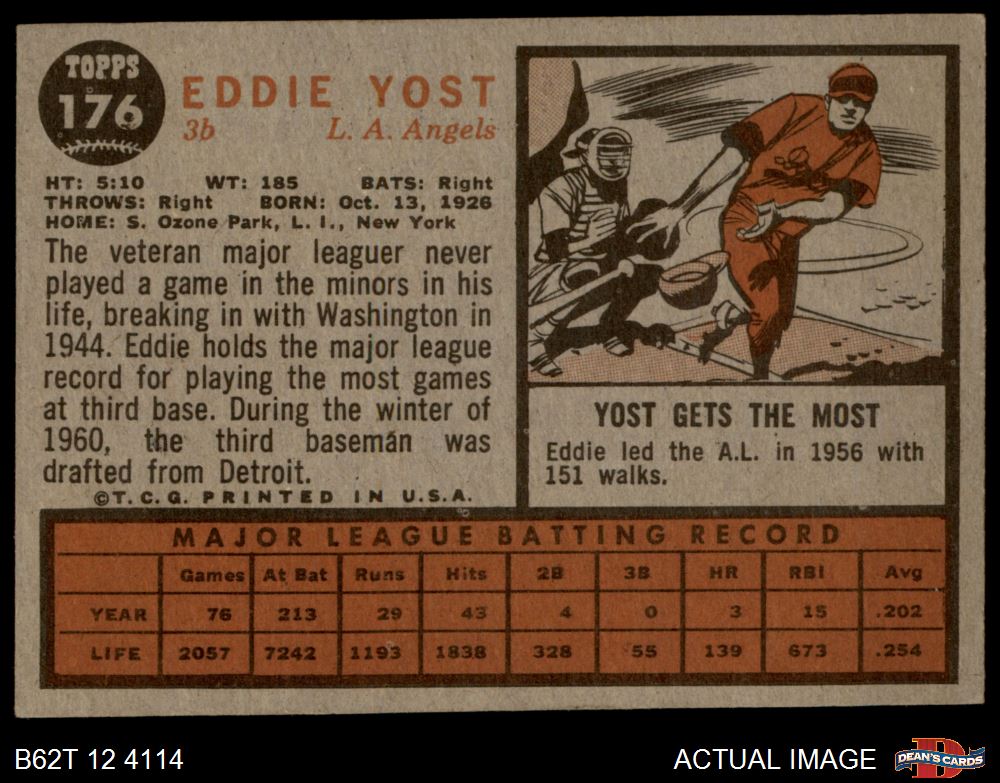 TOPPS
176
EDDIE YOST
3b L. A. Angels
HT: 5:10 WT: 185 BATS: Right
THROWS: Right BORN: Oct. 13, 1926
HOME: S. Ozone Park, L. I., New York
The veteran major leaguer never
played a game in the minors in his
life, breaking in with Washington in
1944. Eddie holds the major league
record for playing the most games
at third base. During the winter of
1960, the third baseman was
drafted from Detroit.
©T.C.G. PRINTED IN U.S.A.
YOST GETS THE MOST
Eddie led the A.L. in 1956 with
151 walks.
MAJOR LEAGUE BATTING RECORD
Games At Bat Runs Hits 2B 3B HR RBI Avg
YEAR 76 213 29 43 4 0 3 15 .202
LIFE 2057 7242 1193 1838 328 55 139 673 .254
B62T 12 4114
ACTUAL IMAGE
D
DEAN'S CARDS